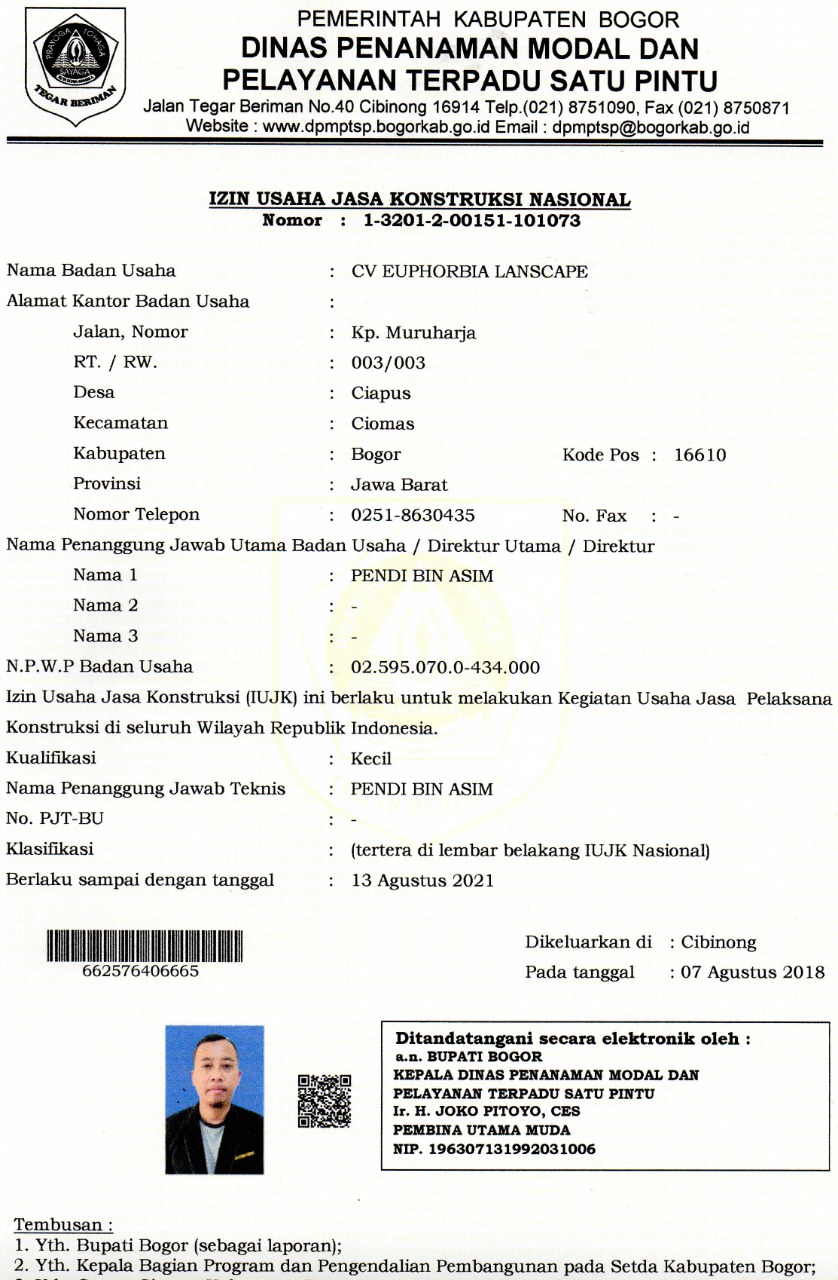 PRAYOGA TOHAGA
SAYAGA
TEGAR BERIMAN
PEMERINTAH KABUPATEN BOGOR
DINAS PENANAMAN MODAL DAN
PELAYANAN TERPADU SATU PINTU
Jalan Tegar Beriman No.40 Cibinong 16914 Telp.(021) 8751090, Fax (021) 8750871
Website : www.dpmptsp.bogorkab.go.id Email : dpmptsp@bogorkab.go.id
IZIN USAHA JASA KONSTRUKSI NASIONAL
Nomor : 1-3201-2-00151-101073
Nama Badan Usaha : CV EUPHORBIA LANSCAPE
Alamat Kantor Badan Usaha :
Jalan, Nomor : Kp. Muruharja
RT. / RW. : 003/003
Desa : Ciapus
Kecamatan : Ciomas
Kabupaten : Bogor Kode Pos : 16610
Provinsi : Jawa Barat
Nomor Telepon : 0251-8630435 No. Fax : -
Nama Penanggung Jawab Utama Badan Usaha / Direktur Utama / Direktur
Nama 1 : PENDI BIN ASIM
Nama 2 : -
Nama 3 : -
N.P.W.P Badan Usaha : 02.595.070.0-434.000
Izin Usaha Jasa Konstruksi (IUJK) ini berlaku untuk melakukan Kegiatan Usaha Jasa Pelaksana
Konstruksi di seluruh Wilayah Republik Indonesia.
Kualifikasi : Kecil
Nama Penanggung Jawab Teknis : PENDI BIN ASIM
No. PJT-BU : -
Klasifikasi : (tertera di lembar belakang IUJK Nasional)
Berlaku sampai dengan tanggal : 13 Agustus 2021
662576406665
Dikeluarkan di : Cibinong
Pada tanggal : 07 Agustus 2018
Ditandatangani secara elektronik oleh :
a.n. BUPATI BOGOR
KEPALA DINAS PENANAMAN MODAL DAN
PELAYANAN TERPADU SATU PINTU
Ir. H. JOKO PITOYO, CES
PEMBINA UTAMA MUDA
NIP. 196307131992031006
Tembusan :
1. Yth. Bupati Bogor (sebagai laporan);
2. Yth. Kepala Bagian Program dan Pengendalian Pembangunan pada Setda Kabupaten Bogor;